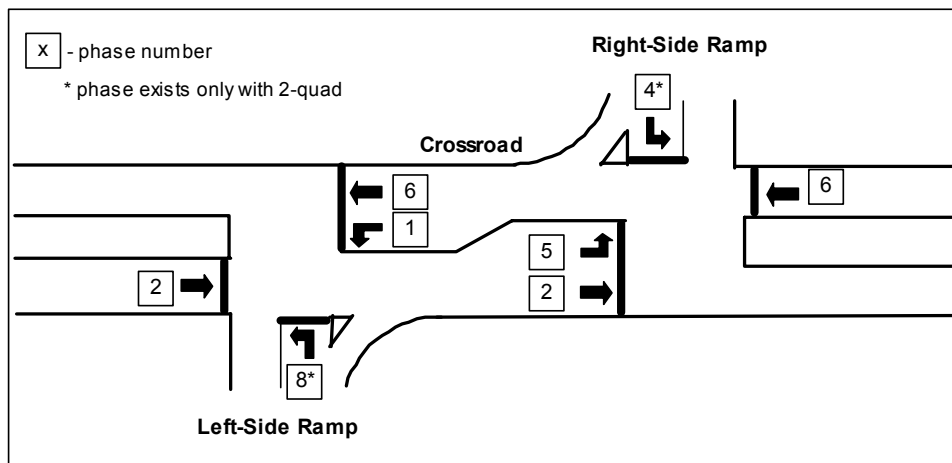 x - phase number
* phase exists only with 2-quad
Right-Side Ramp
4*
Crossroad
6
6
1
5
2
2
8*
Left-Side Ramp